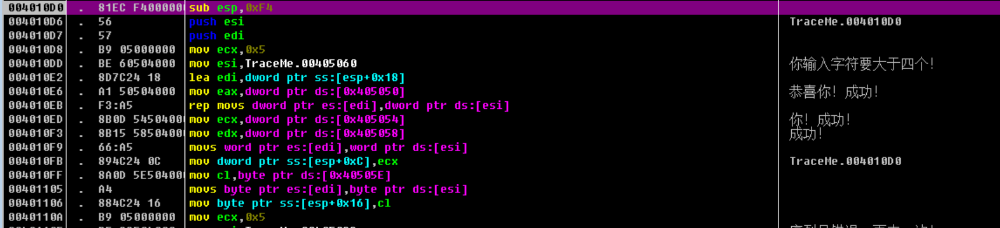 004010D0 . 81EC F4000000 sub esp,0xF4
004010D6 . 56 push esi TraceMe.004010D0
004010D7 . 57 push edi
004010D8 . B9 05000000 mov ecx,0x5
004010DD . BE 60504000 mov esi,TraceMe.00405060 你输入字符要大于四个!
004010E2 . 8D7C24 18 lea edi,dword ptr ss:[esp+0x18]
004010E6 . A1 50504000 mov eax,dword ptr ds:[0x405050] 恭喜你! 成功!
004010EB . F3:A5 rep movs dword ptr es:[edi],dword ptr ds:[esi]
004010ED . 8B0D 54504000 mov ecx,dword ptr ds:[0x405054] 你! 成功!
004010F3 . 8B15 58504000 mov edx,dword ptr ds:[0x405058] 成功!
004010F9 . 66:A5 movs word ptr es:[edi],word ptr ds:[esi]
004010FB . 894C24 0C mov dword ptr ss:[esp+0xC],ecx TraceMe.004010D0
004010FF . 8A0D 5E504000 mov cl,byte ptr ds:[0x40505E]
00401105 . A4 movs byte ptr es:[edi],byte ptr ds:[esi]
00401106 . 884C24 16 mov byte ptr ss:[esp+0x16],cl
0040110A . B9 05000000 mov ecx,0x5